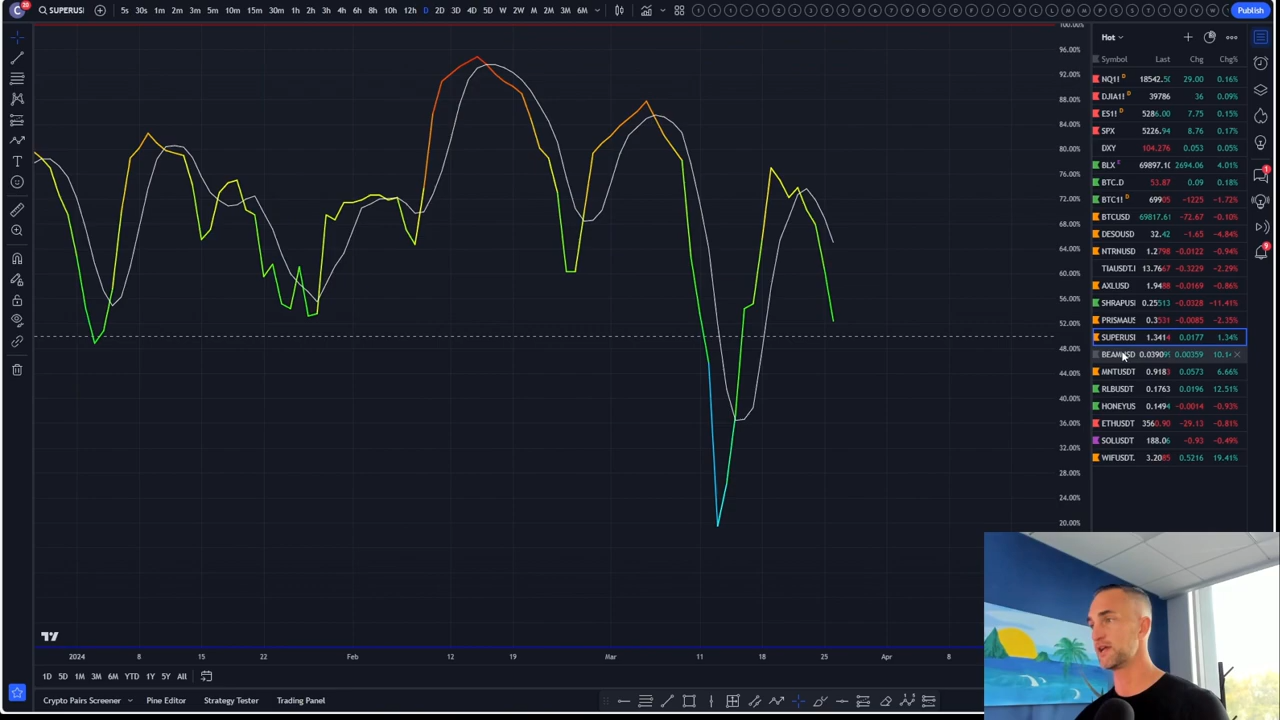 C 20 SUPERUSI 5s 30s 1m 2m 3m 5m 10m 15m 30m 1h 2h 3h 4h 6h 8h 10h 12h D 2D 3D 4D 5D W 2W M 2M 3M 6M Publish
Hot
Symbol Last Chg Chg%
NQ1! D 18542.50 29.00 0.16%
DJIA1! D 39786 36 0.09%
ES1! D 5286.00 7.75 0.15%
SPX 5226.94 8.76 0.17%
DXY 104.276 0.053 0.05%
BLX E 69897.10 2694.06 4.01%
BTC.D 53.87 0.09 0.18%
BTC1! D 69905 −1225 −1.72%
BTCUSD 69817.61 −72.67 −0.10%
DESOUSD 32.42 −1.65 −4.84%
NTRNUSD 1.2798 −0.0122 −0.94%
TIAUSDT.I 13.7667 −0.3229 −2.29%
AXLUSD 1.9488 −0.0169 −0.86%
SHRAPUSI 0.25513 −0.0328 −11.41%
PRISMAUS 0.3531 −0.0085 −2.35%
SUPERUSI 1.3414 0.0177 1.34%
BEAMUSD 0.03909 0.00359 10.1
MNTUSDT 0.9183 0.0573 6.66%
RLBUSDT 0.1763 0.0196 12.51%
HONEYUS 0.1494 −0.0014 −0.93%
ETHUSDT 3560.90 −29.13 −0.81%
SOLUSDT 188.06 −0.93 −0.49%
WIFUSDT. 3.2085 0.5216 19.41%
100.00%
96.00%
92.00%
88.00%
84.00%
80.00%
76.00%
72.00%
68.00%
64.00%
60.00%
56.00%
52.00%
48.00%
44.00%
40.00%
36.00%
32.00%
28.00%
24.00%
20.00%
2024 8 15 22 Feb 12 19 Mar 11 18 25 Apr 8
1D 5D 1M 3M 6M YTD 1Y 5Y All
Crypto Pairs Screener Pine Editor Strategy Tester Trading Panel